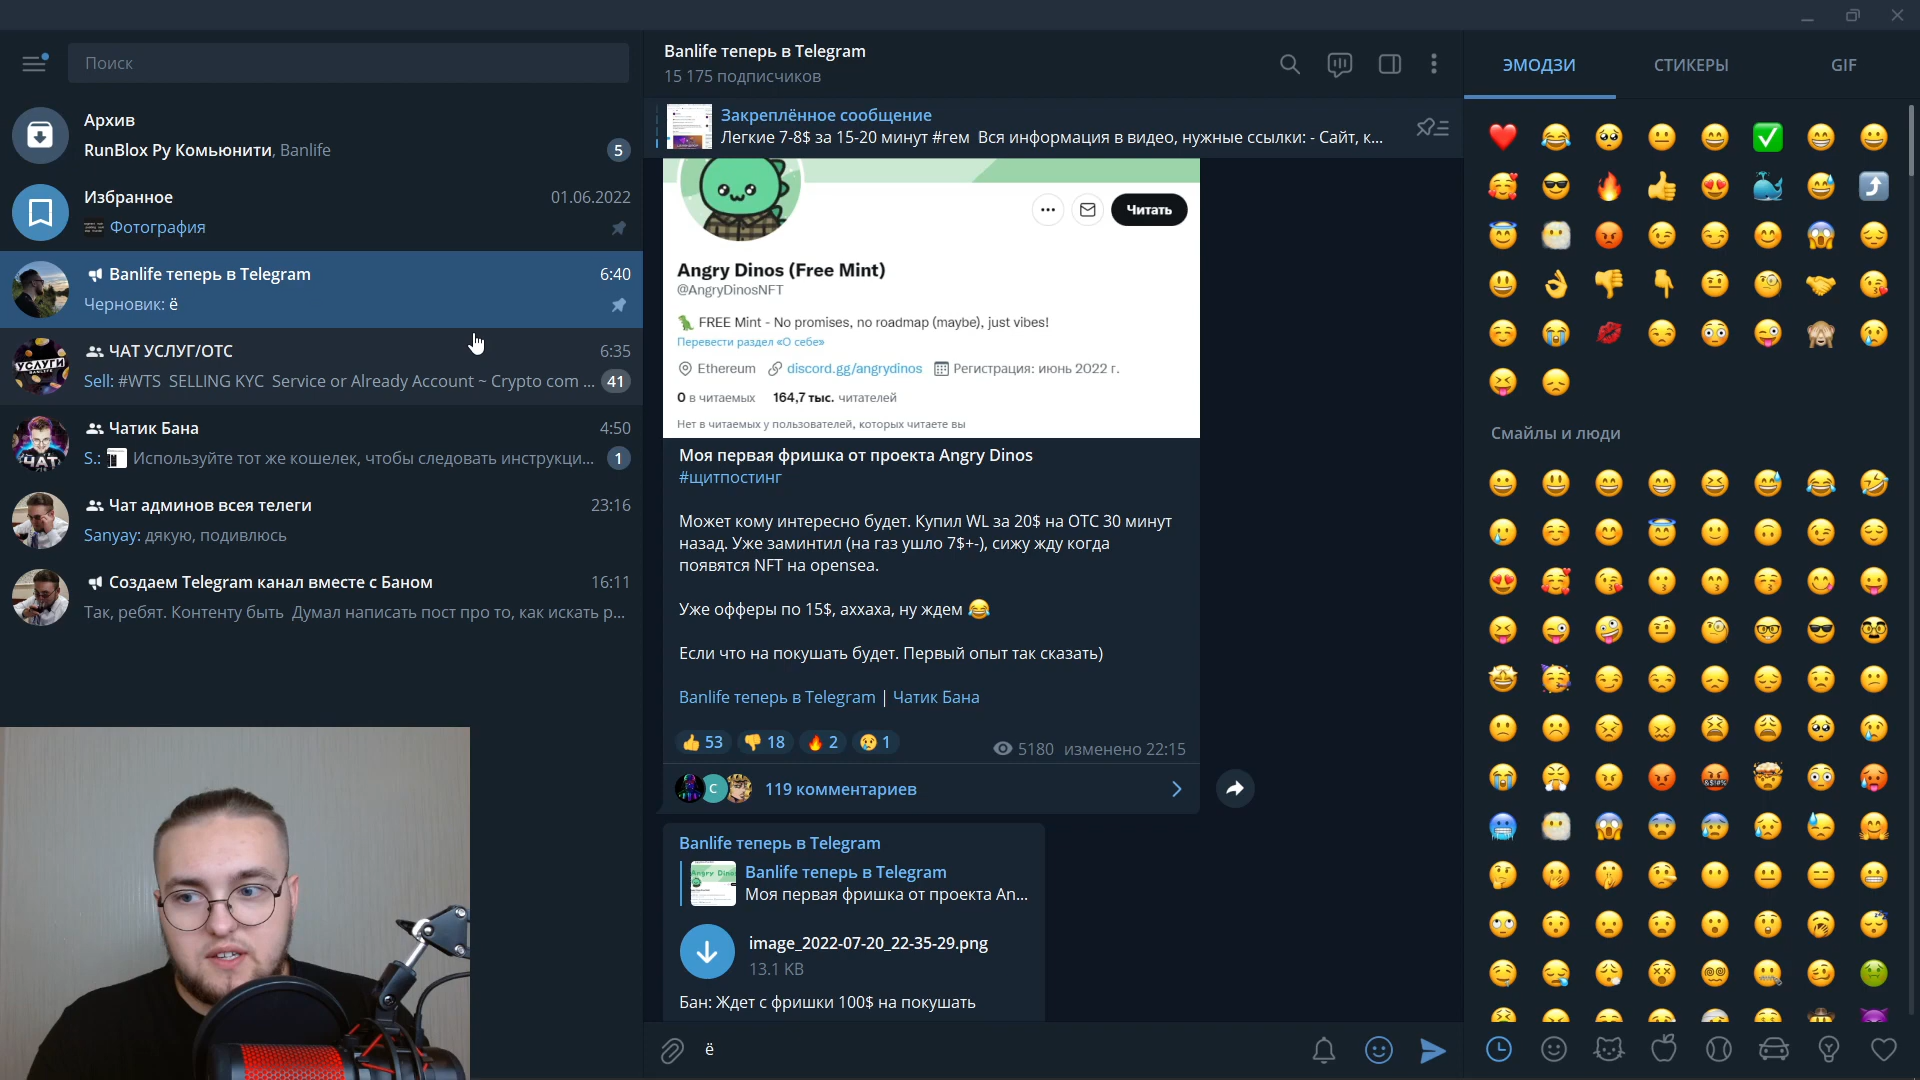 Поиск
Архив
RunBlox Ру Комьюнити, Banlife
5
Избранное
01.06.2022
Фотография
Banlife теперь в Telegram
6:40
Черновик: ё
ЧАТ УСЛУГ/OTC
6:35
Sell: #WTS SELLING KYC Service or Already Account ~ Crypto com ...
41
УСЛУГИ
Чатик Бана
4:50
S.: Используйте тот же кошелек, чтобы следовать инструкци...
1
ЧАТ
Чат админов всея телеги
23:16
Sanyay: дякую, подивлюсь
Создаем Telegram канал вместе с Баном
16:11
Так, ребят. Контенту быть Думал написать пост про то, как искать р...
Banlife теперь в Telegram
15 175 подписчиков
Закреплённое сообщение
Легкие 7-8$ за 15-20 минут #гем Вся информация в видео, нужные ссылки: - Сайт, к...
Читать
Angry Dinos (Free Mint)
@AngryDinosNFT
FREE Mint - No promises, no roadmap (maybe), just vibes!
Перевести раздел «О себе»
Ethereum discord.gg/angrydinos Регистрация: июнь 2022 г.
0 в читаемых 164,7 тыс. читателей
Нет в читаемых у пользователей, которых читаете вы
Моя первая фришка от проекта Angry Dinos
#щитпостинг
Может кому интересно будет. Купил WL за 20$ на OTC 30 минут
назад. Уже заминтил (на газ ушло 7$+-), сижу жду когда
появятся NFT на opensea.
Уже офферы по 15$, аххаха, ну ждем 😂
Если что на покушать будет. Первый опыт так сказать)
Banlife теперь в Telegram | Чатик Бана
👍 53 👎 18 🔥 2 😢 1
5180 изменено 22:15
C
119 комментариев
Banlife теперь в Telegram
Banlife теперь в Telegram
Моя первая фришка от проекта An...
Angry Dino
image_2022-07-20_22-35-29.png
13.1 KB
Бан: Ждет с фришки 100$ на покушать
ё
ЭМОДЗИ
СТИКЕРЫ
GIF
Смайлы и люди